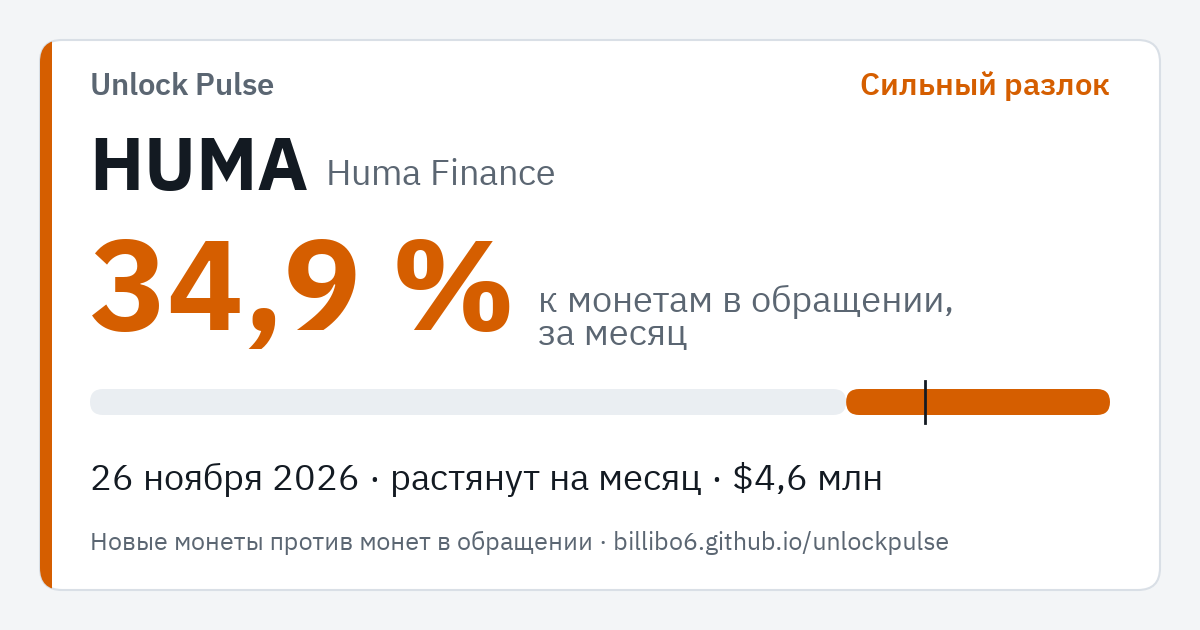 Unlock Pulse
Сильный разлок
HUMA Huma Finance
34,9 % к монетам в обращении,
за месяц
26 ноября 2026 · растянут на месяц · $4,6 млн
Новые монеты против монет в обращении · billibo6.github.io/unlockpulse